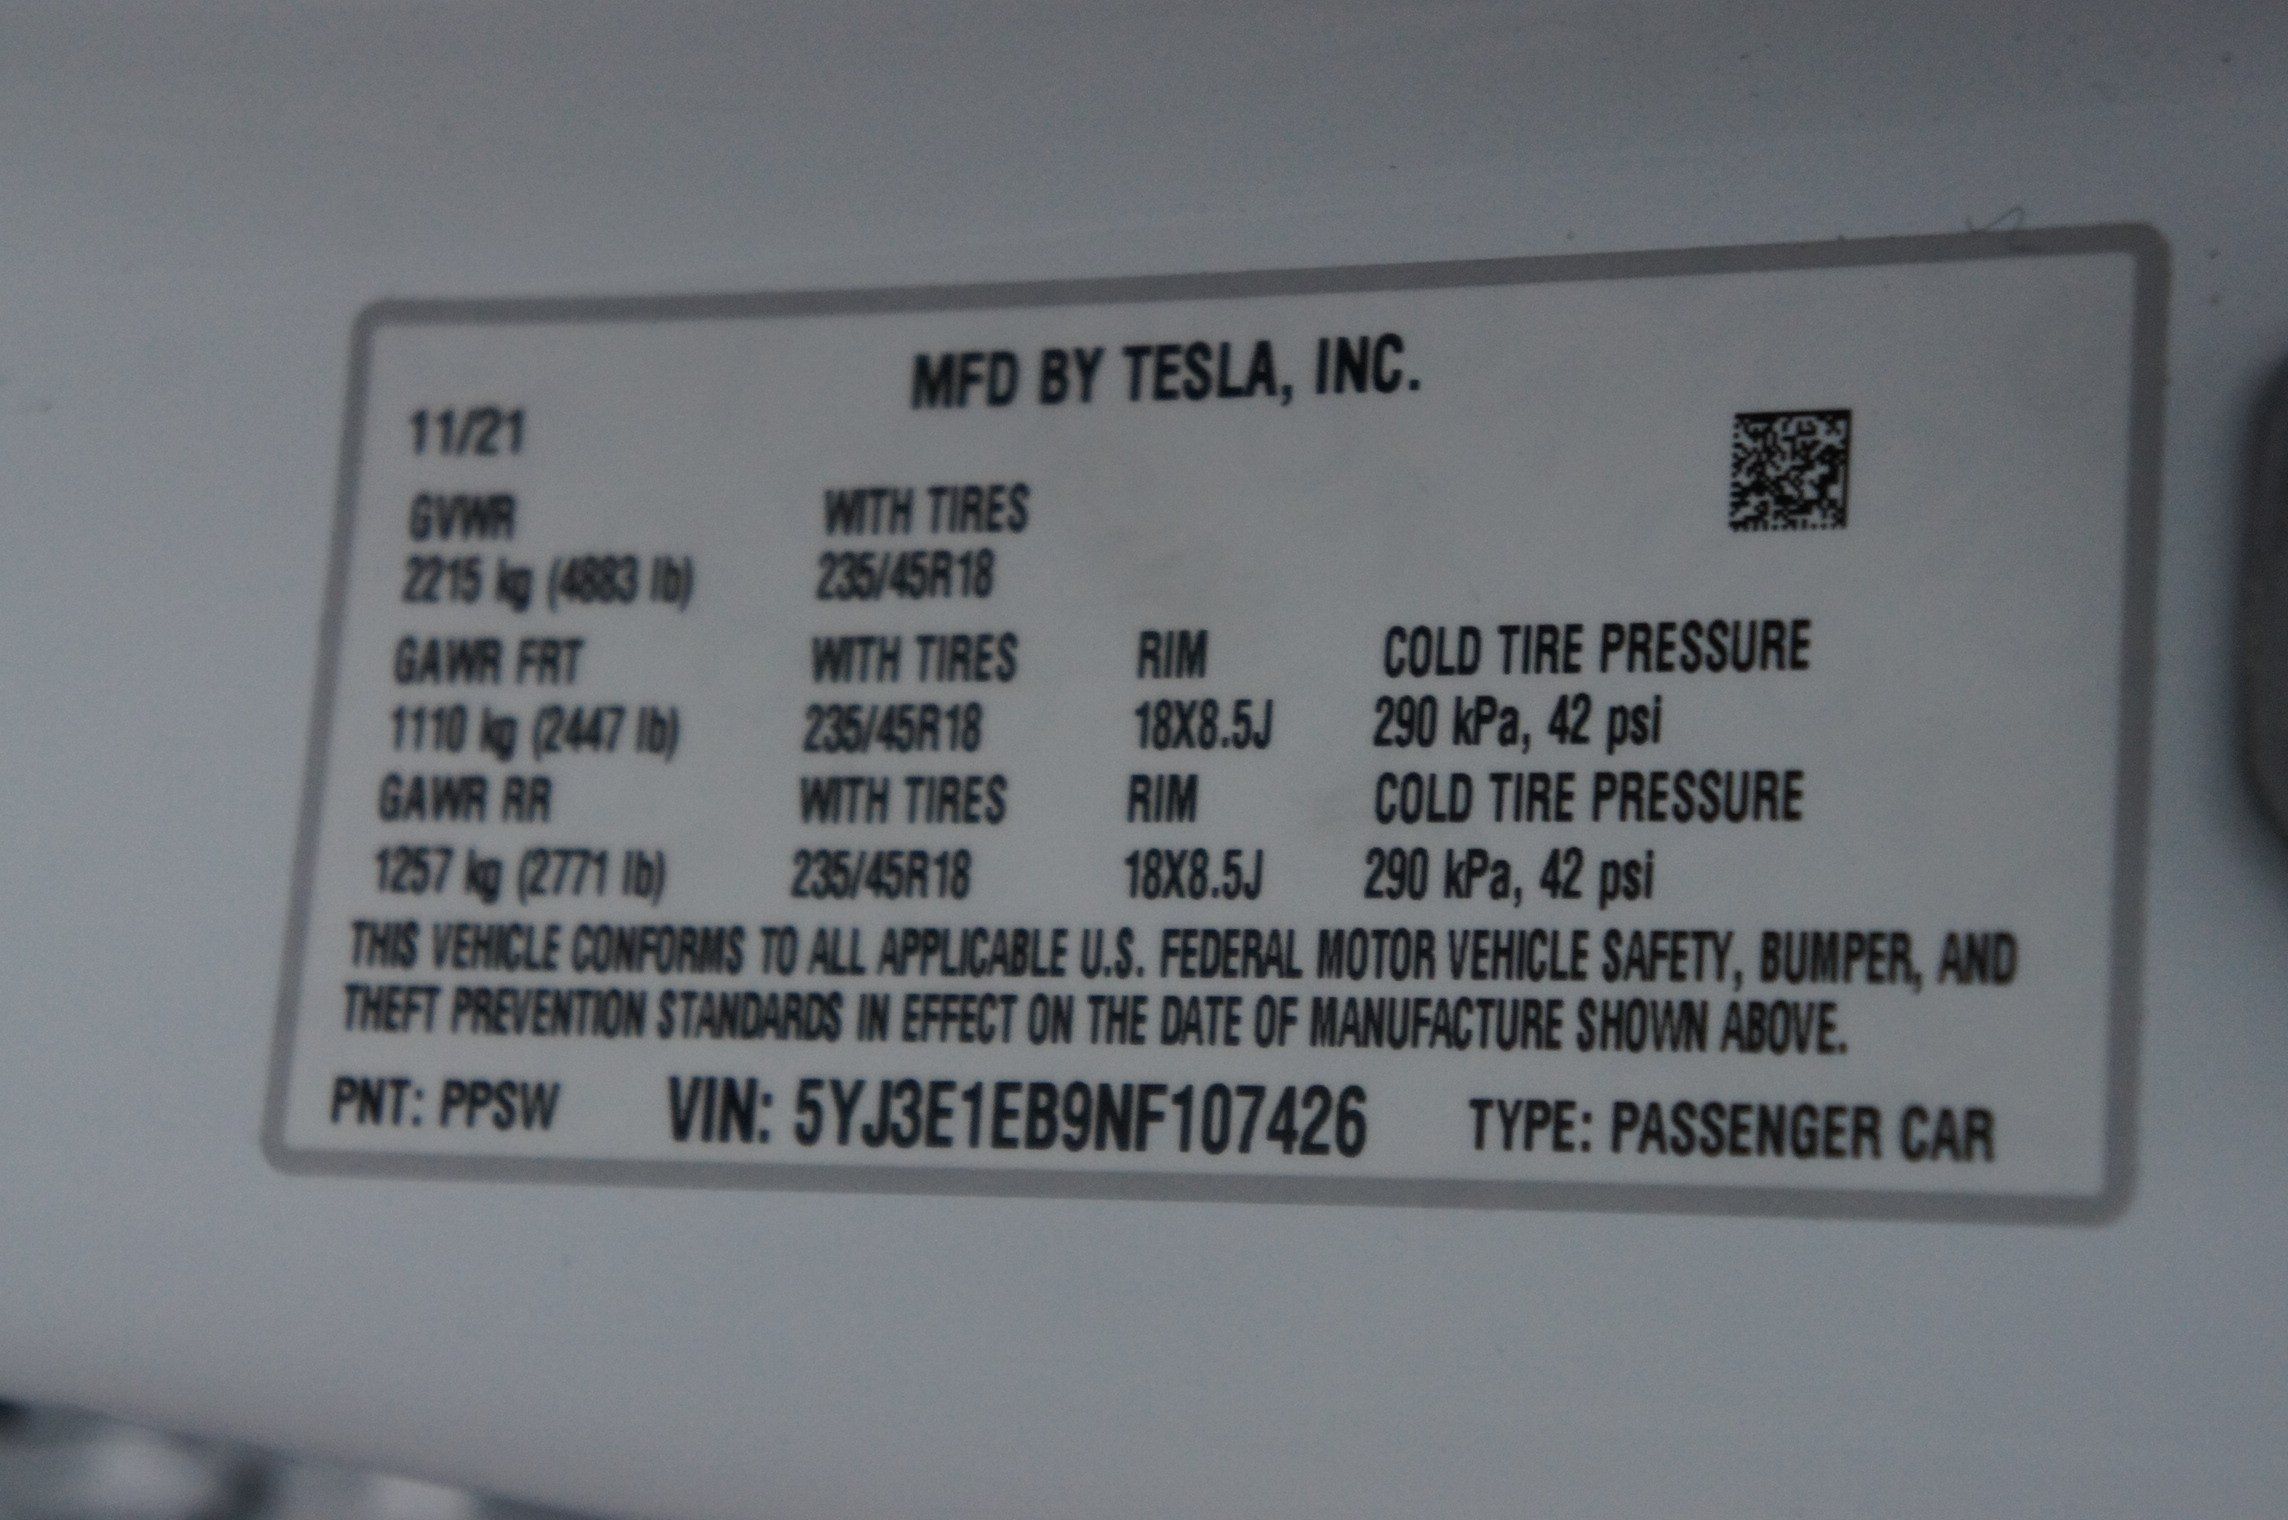 MFD BY TESLA, INC.
11/21
GVWR WITH TIRES
2215 kg (4883 lb) 235/45R18
GAWR FRT WITH TIRES RIM COLD TIRE PRESSURE
1110 kg (2447 lb) 235/45R18 18X8.5J 290 kPa, 42 psi
GAWR RR WITH TIRES RIM COLD TIRE PRESSURE
1257 kg (2771 lb) 235/45R18 18X8.5J 290 kPa, 42 psi
THIS VEHICLE CONFORMS TO ALL APPLICABLE U.S. FEDERAL MOTOR VEHICLE SAFETY, BUMPER, AND
THEFT PREVENTION STANDARDS IN EFFECT ON THE DATE OF MANUFACTURE SHOWN ABOVE.
PNT: PPSW VIN: 5YJ3E1EB9NF107426 TYPE: PASSENGER CAR